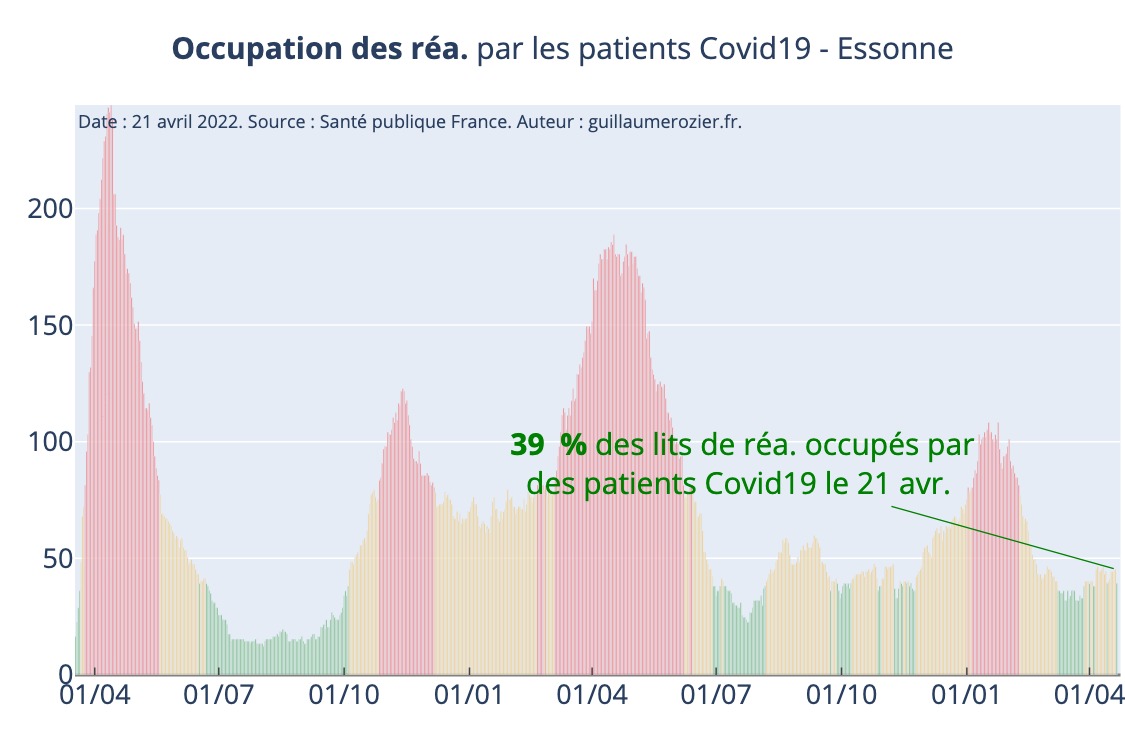 Occupation des réa. par les patients Covid19 - Essonne
Date : 21 avril 2022. Source : Santé publique France. Auteur : guillaumerozier.fr.
200
150
100
50
0
39 % des lits de réa. occupés par
des patients Covid19 le 21 avr.
01/04 01/07 01/10 01/01 01/04 01/07 01/10 01/01 01/04